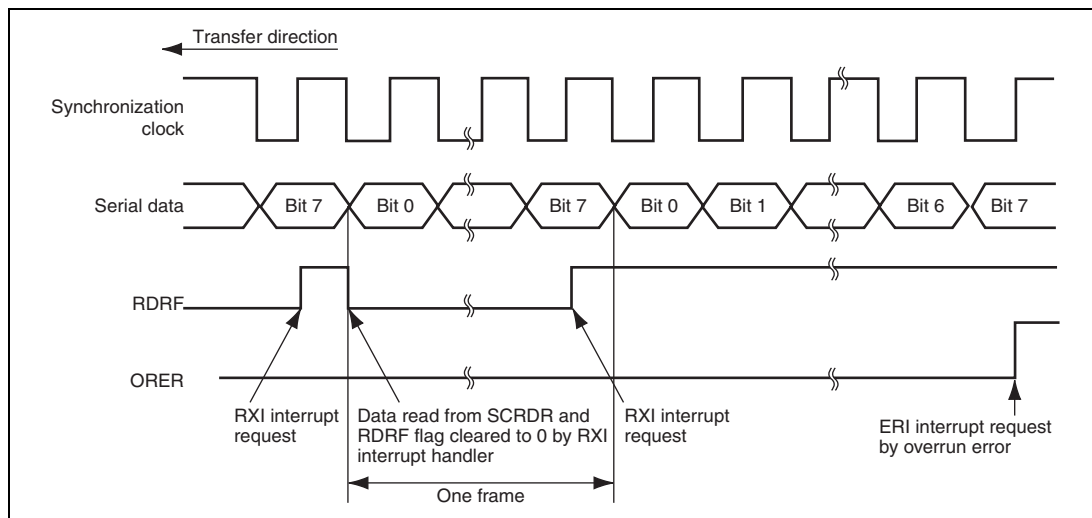 Transfer direction
Synchronization
clock
Serial data
Bit 7
Bit 0
Bit 7
Bit 0
Bit 1
Bit 6
Bit 7
RDRF
ORER
RXI interrupt
request
Data read from SCRDR and
RDRF flag cleared to 0 by RXI
interrupt handler
RXI interrupt
request
ERI interrupt request
by overrun error
One frame